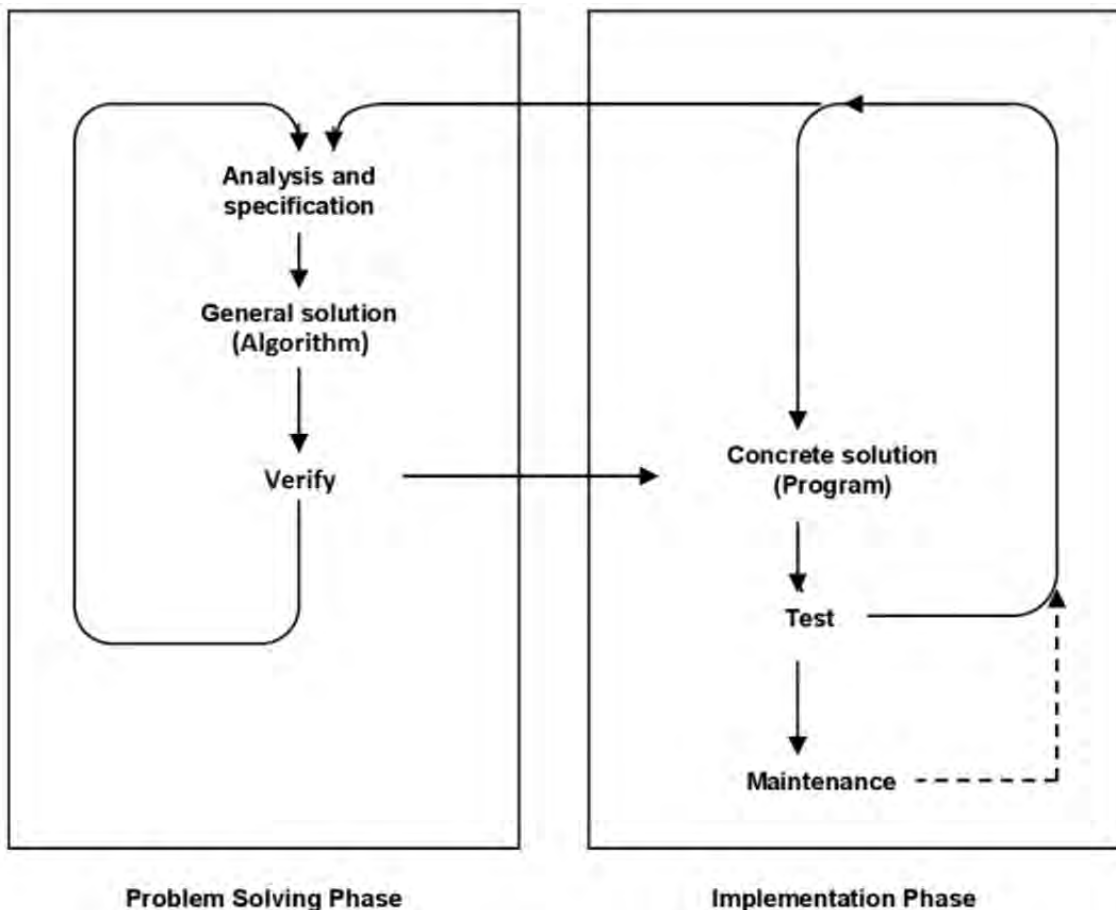 Analysis and
specification
General solution
(Algorithm)
Verify
Concrete solution
(Program)
Test
Maintenance
Problem Solving Phase
Implementation Phase